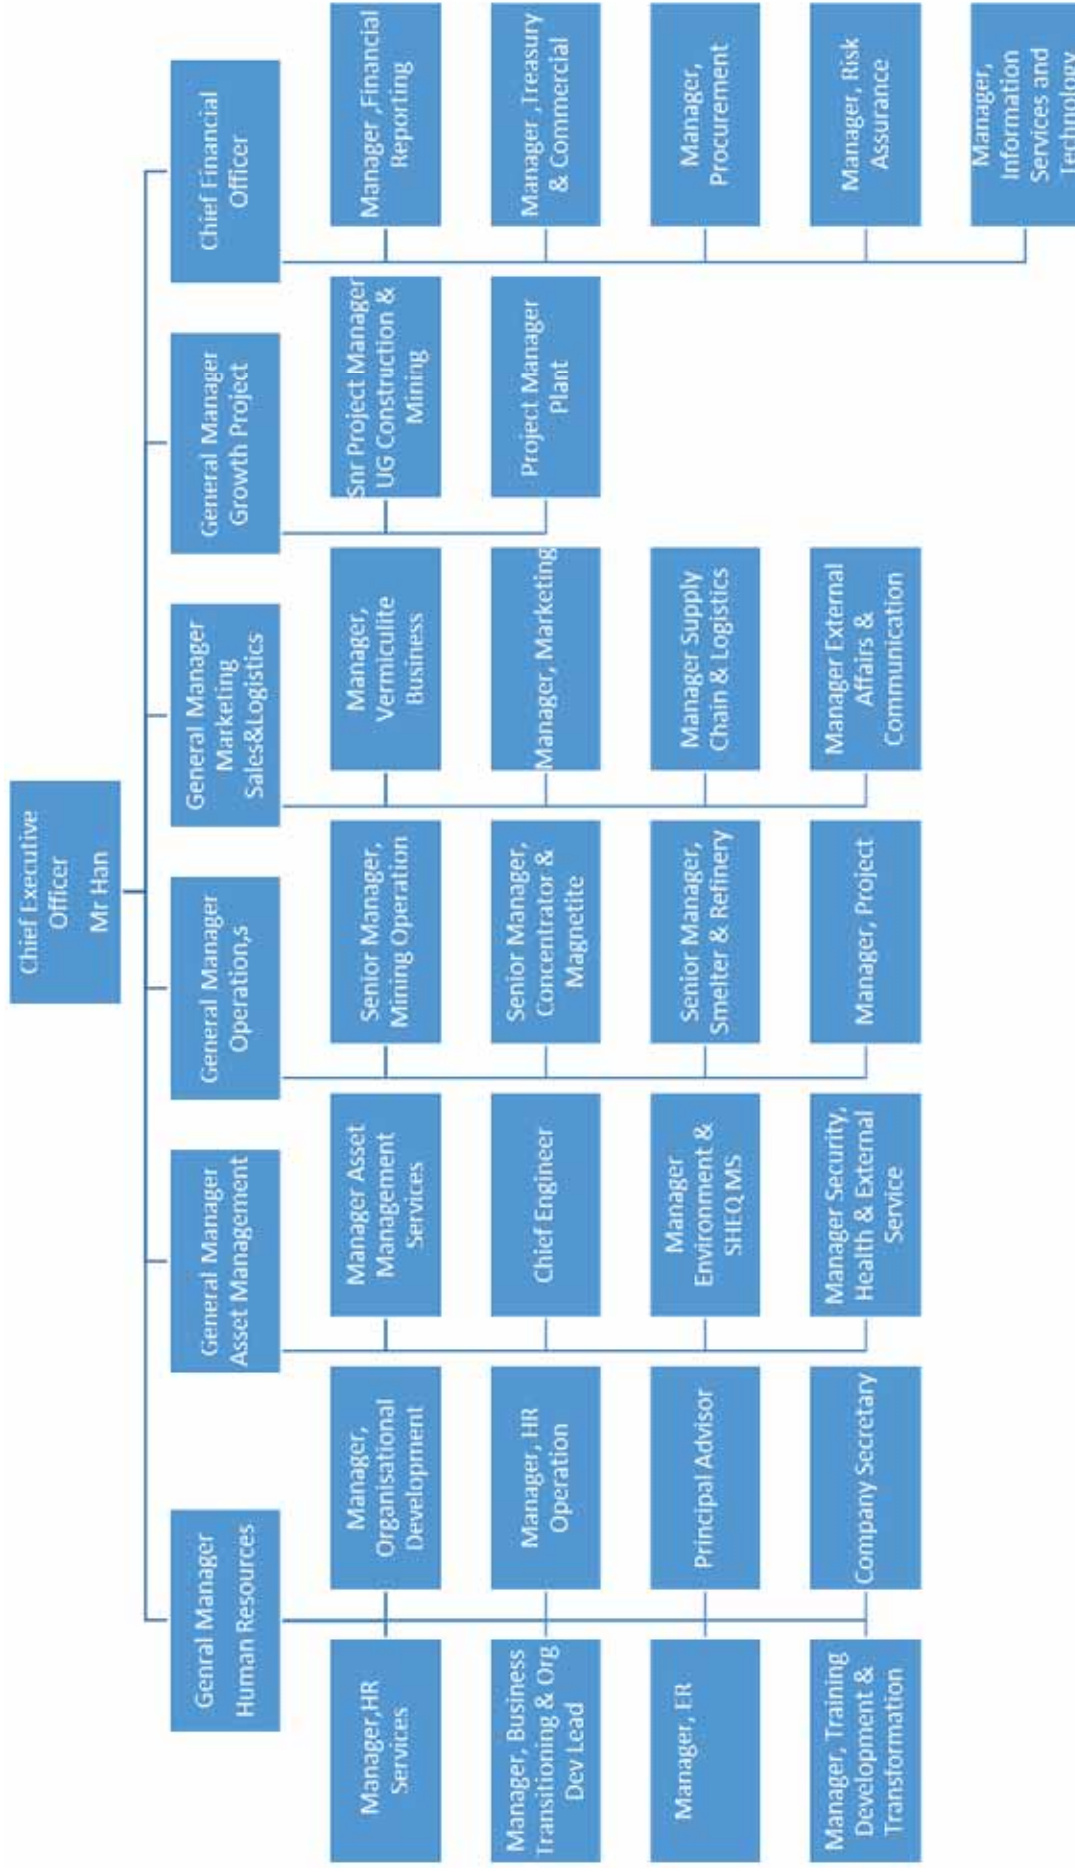 Chief Executive
Officer
Mr Han
Genral Manager
Human Resources
General Manager
Asset Management
General Manager
Operation,s
General Manager
Marketing
Sales&Logistics
General Manager
Growth Project
Chief Financial
Officer
Manager,HR
Services
Manager, Business
Transitioning & Org
Dev Lead
Manager, ER
Manager, Training
Development &
Transformation
Manager,
Organisational
Development
Manager, HR
Operation
Principal Advisor
Company Secretary
Manager Asset
Management
Services
Chief Engineer
Manager
Environment &
SHEQ MS
Manager Security,
Health & External
Service
Senior Manager,
Mining Operation
Senior Manager,
Concentrator &
Magnetite
Senior Manager,
Smelter & Refinery
Manager, Project
Manager,
Vermiculite
Business
Manager, Marketing
Manager Supply
Chain & Logistics
Manager External
Affairs &
Communication
Snr Project Manager
UG Construction &
Mining
Project Manager
Plant
Manager ,Financial
Reporting
Manager ,Treasury
& Commercial
Manager,
Procurement
Manager, Risk
Assurance
Manager,
Information
Services and
Technology